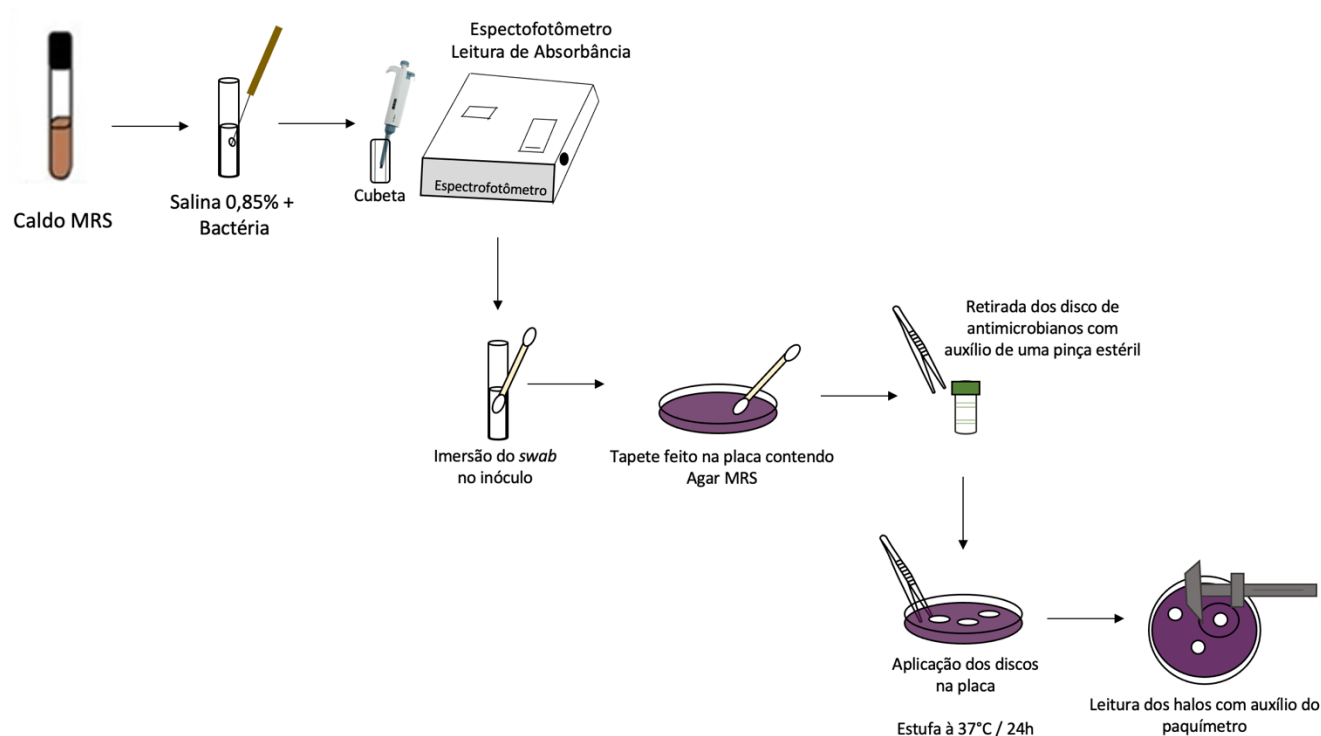 Espectofotômetro
Leitura de Absorbância
Espectrofotômetro
Cubeta
Salina 0,85% +
Bactéria
Caldo MRS
Retirada dos disco de
antimicrobianos com
auxílio de uma pinça estéril
Imersão do swab
no inóculo
Tapete feito na placa contendo
Agar MRS
Aplicação dos discos
na placa
Estufa à 37°C / 24h
Leitura dos halos com auxílio do
paquímetro